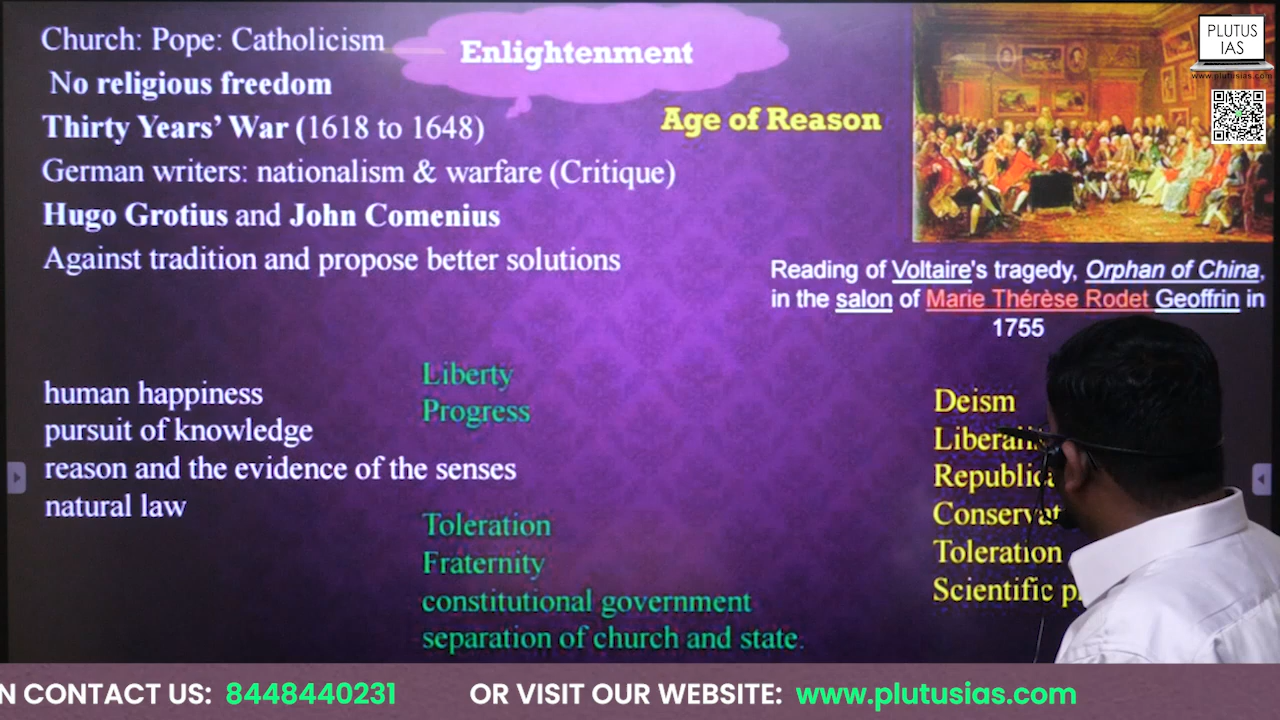 Church: Pope: Catholicism
No religious freedom
Thirty Years' War (1618 to 1648)
German writers: nationalism & warfare (Critique)
Hugo Grotius and John Comenius
Against tradition and propose better solutions
Enlightenment
Age of Reason
PLUTUS
IAS
www.plutusias.com
Reading of Voltaire's tragedy, Orphan of China,
in the salon of Marie Thérèse Rodet Geoffrin in
1755
human happiness
pursuit of knowledge
reason and the evidence of the senses
natural law
Liberty
Progress
Toleration
Fraternity
constitutional government
separation of church and state.
Deism
Toleration
Scientific
N CONTACT US: 8448440231 OR VISIT OUR WEBSITE: www.plutusias.com